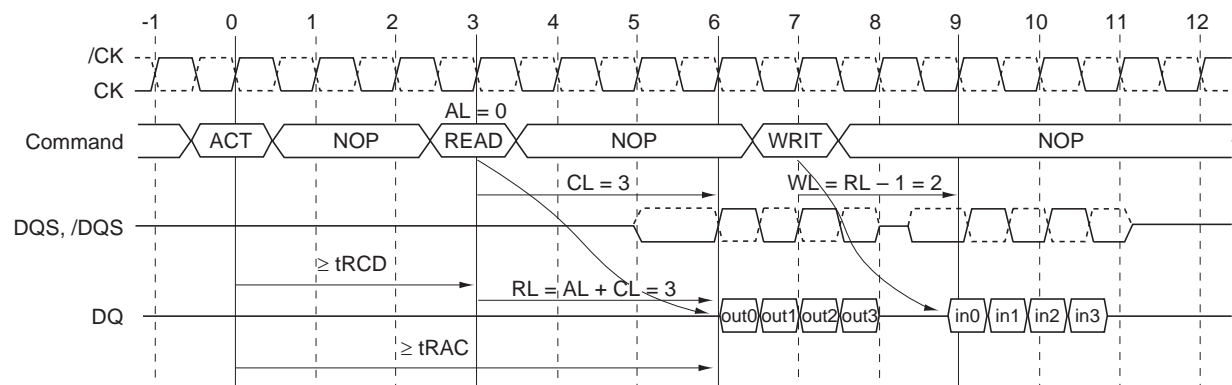 -1 0 1 2 3 4 5 6 7 8 9 10 11 12
/CK
CK
AL = 0
Command ACT NOP READ NOP WRIT NOP
CL = 3 WL = RL – 1 = 2
DQS, /DQS
≥ tRCD
RL = AL + CL = 3
DQ out0 out1 out2 out3 in0 in1 in2 in3
≥ tRAC